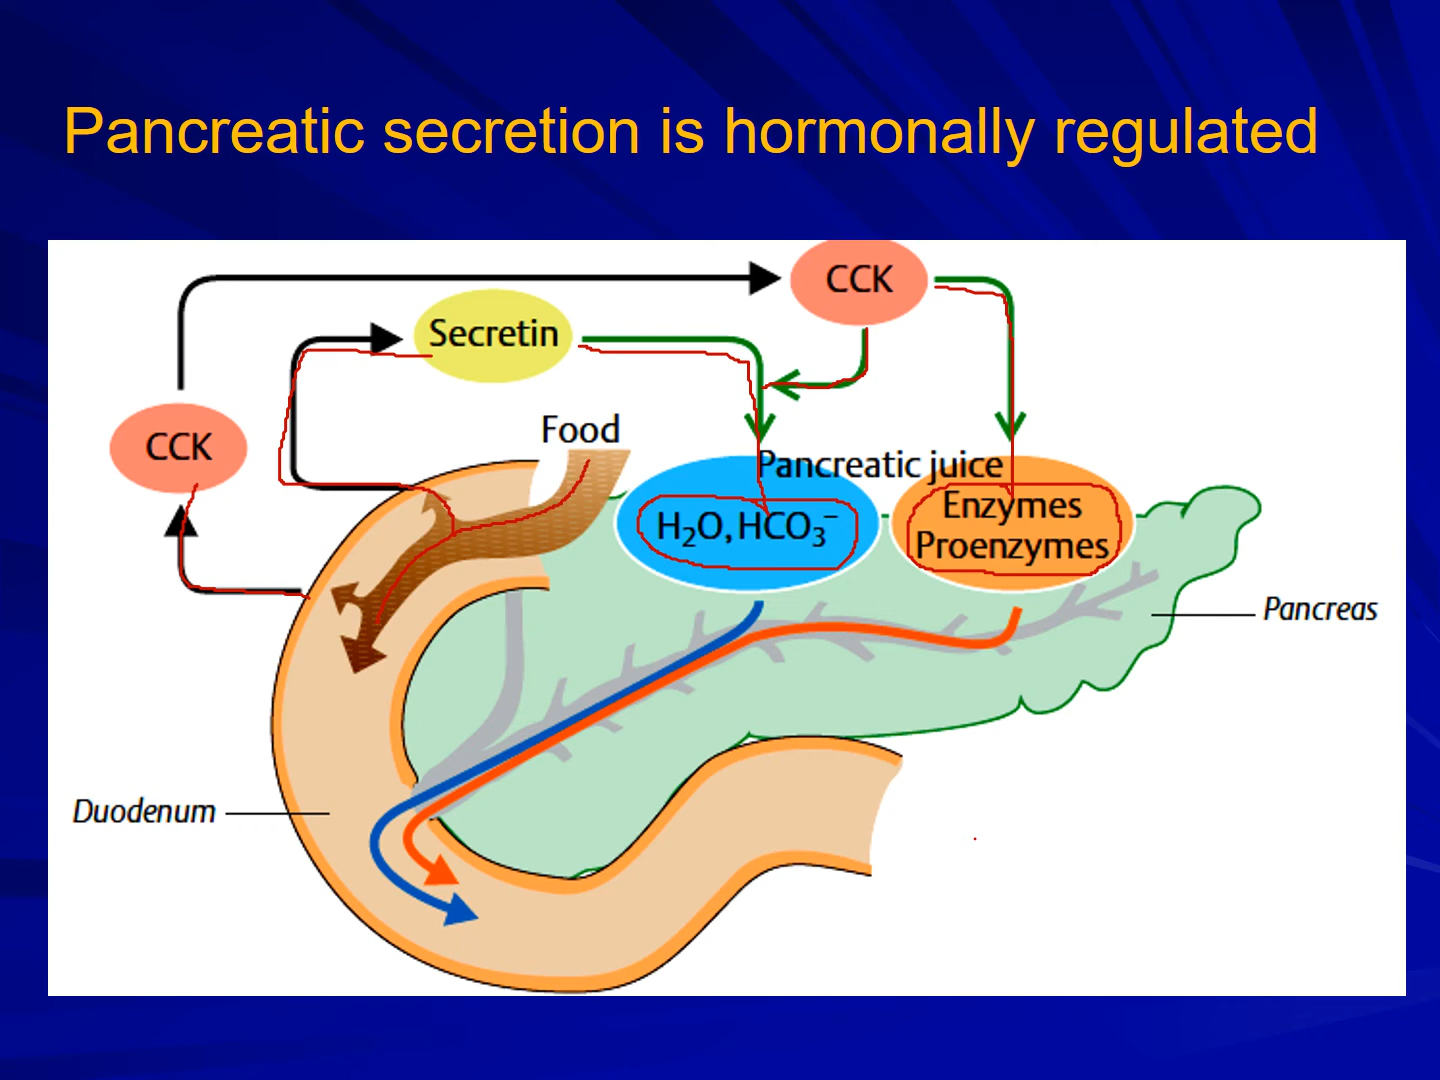 Pancreatic secretion is hormonally regulated
CCK
Secretin
CCK
Food
Pancreatic juice
H₂O, HCO₃⁻
Enzymes
Proenzymes
Pancreas
Duodenum